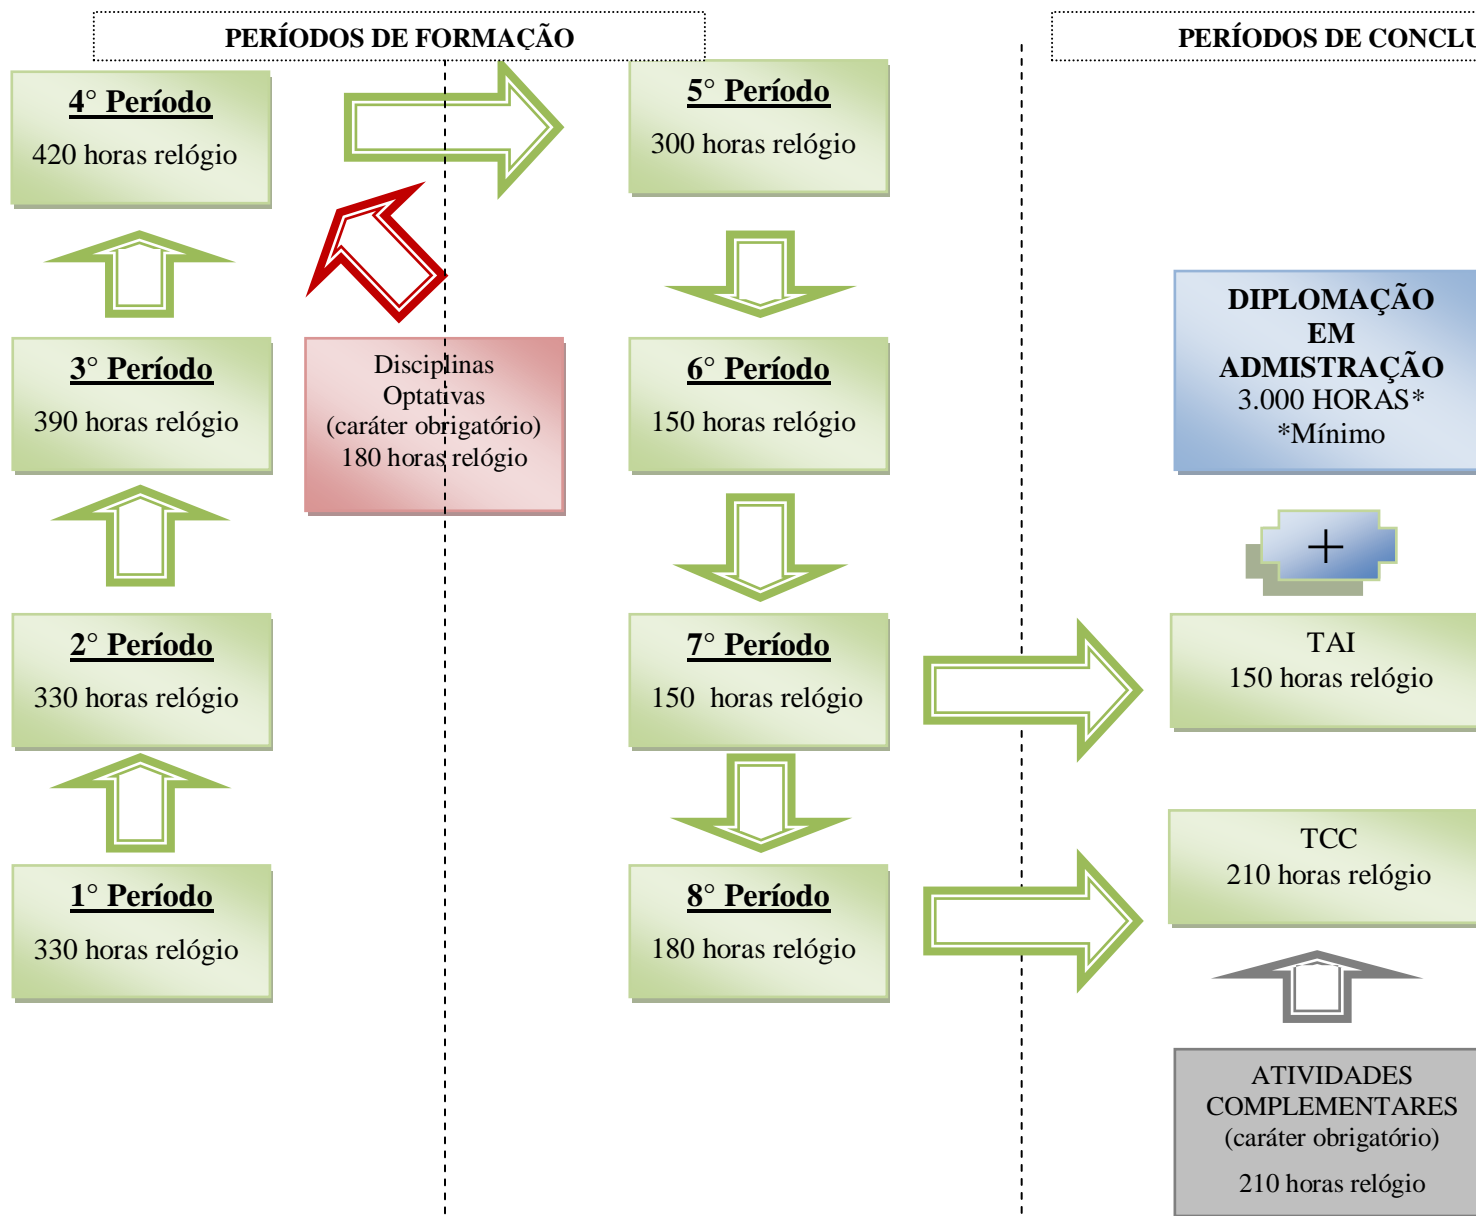 PERÍODOS DE FORMAÇÃO
PERÍODOS DE CONCLU
4° Período
420 horas relógio
5° Período
300 horas relógio
3° Período
390 horas relógio
Disciplinas
Optativas
(caráter obrigatório)
180 horas relógio
6° Período
150 horas relógio
DIPLOMAÇÃO
EM
ADMISTRAÇÃO
3.000 HORAS*
*Mínimo
+
2° Período
330 horas relógio
7° Período
150 horas relógio
TAI
150 horas relógio
1° Período
330 horas relógio
8° Período
180 horas relógio
TCC
210 horas relógio
ATIVIDADES
COMPLEMENTARES
(caráter obrigatório)
210 horas relógio